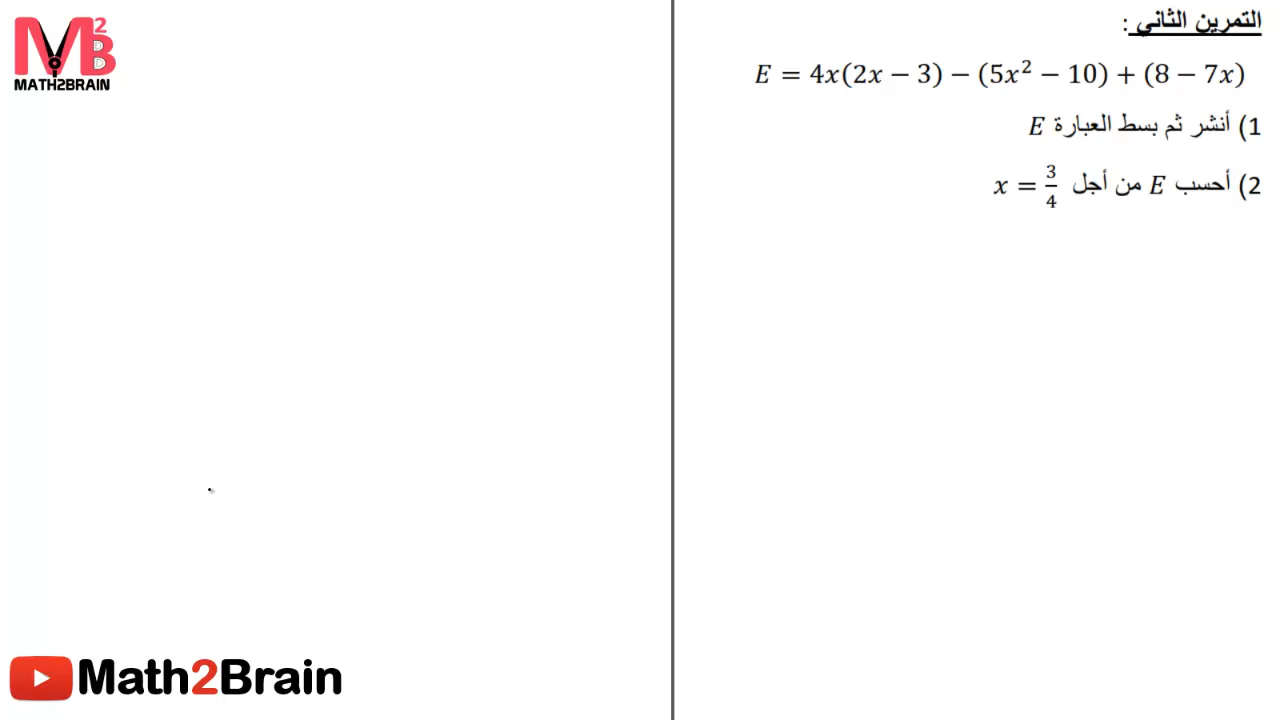 M2BB
MATH2BRAIN
التمرين الثاني :
E = 4x(2x − 3) − (5x² − 10) + (8 − 7x)
1) أنشر ثم بسط العبارة E
2) أحسب E من أجل x = 3/4
Math2Brain